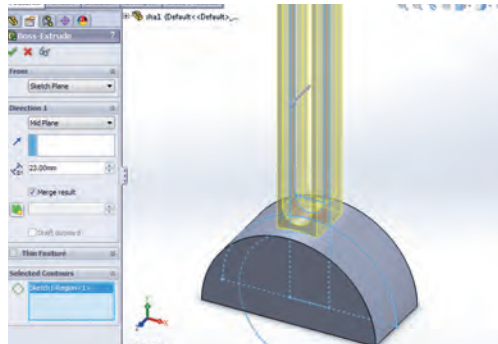 sha1 (Default<<Default>_...
Boss-Extrude
?
From
Sketch Plane
Direction 1
Mid Plane
23.00mm
Merge result
Draft outward
Thin Feature
Selected Contours
Sketch1-Region<1>